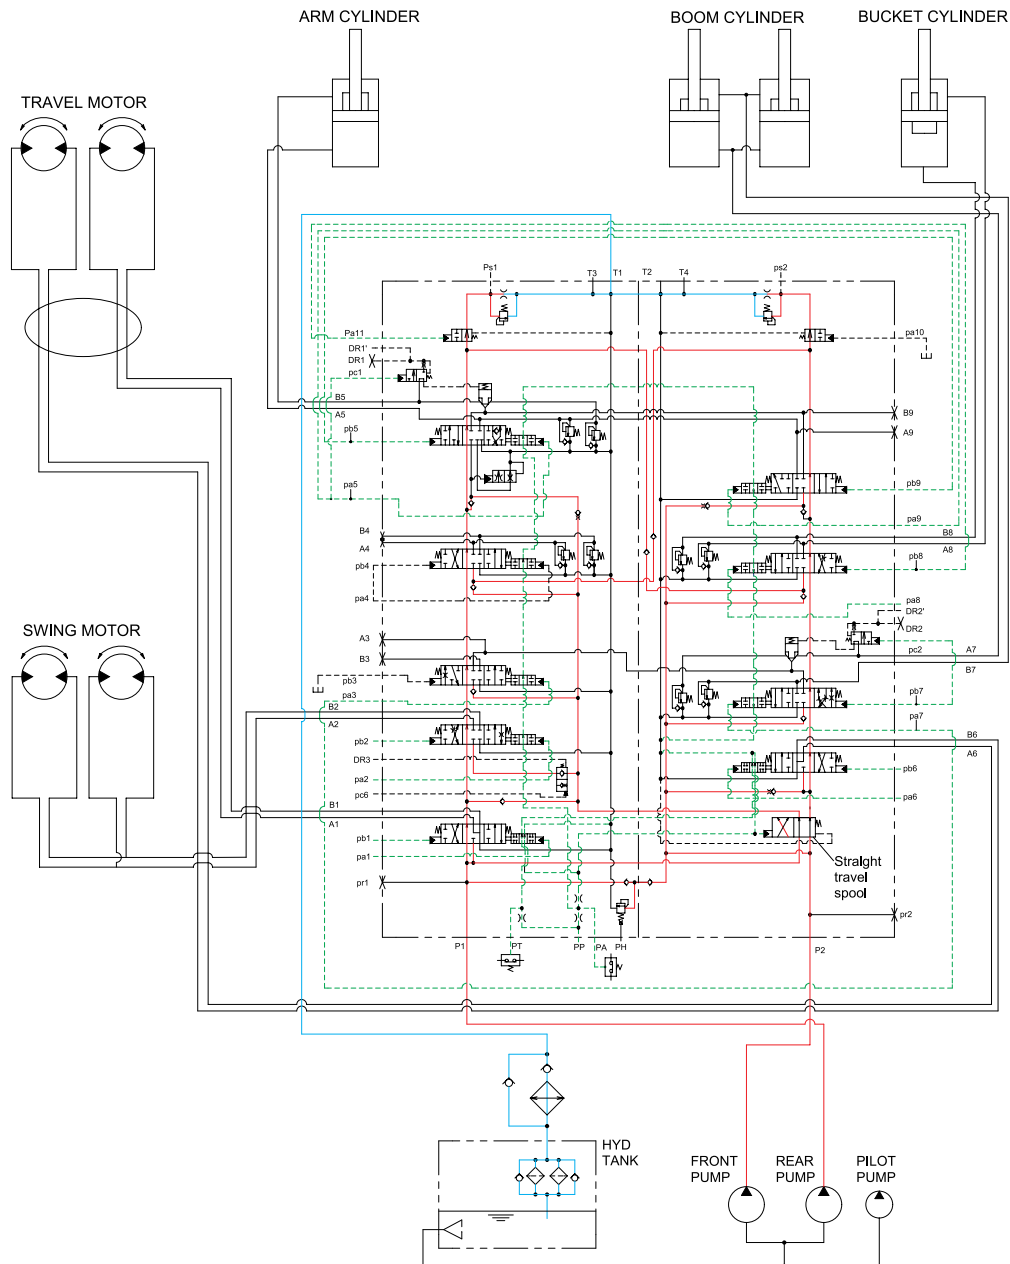 ARM CYLINDER
BOOM CYLINDER
BUCKET CYLINDER
TRAVEL MOTOR
Ps1
T3
T1
T2
T4
ps2
Pa11
pa10
DR1'
DR1
pc1
B5
A5
B9
A9
pb5
pa5
pb9
pa9
B4
A4
B8
A8
pb4
pb8
pa4
pa8
DR2'
DR2
SWING MOTOR
A3
B3
pc2
A7
B7
pb3
pa3
pb7
pa7
B2
A2
pb2
B6
A6
DR3
pa2
pc6
pb6
pa6
B1
A1
pb1
pa1
Straight
travel
spool
pr1
pr2
P1
PT
PP
PA
PH
P2
HYD
TANK
FRONT
PUMP
REAR
PUMP
PILOT
PUMP